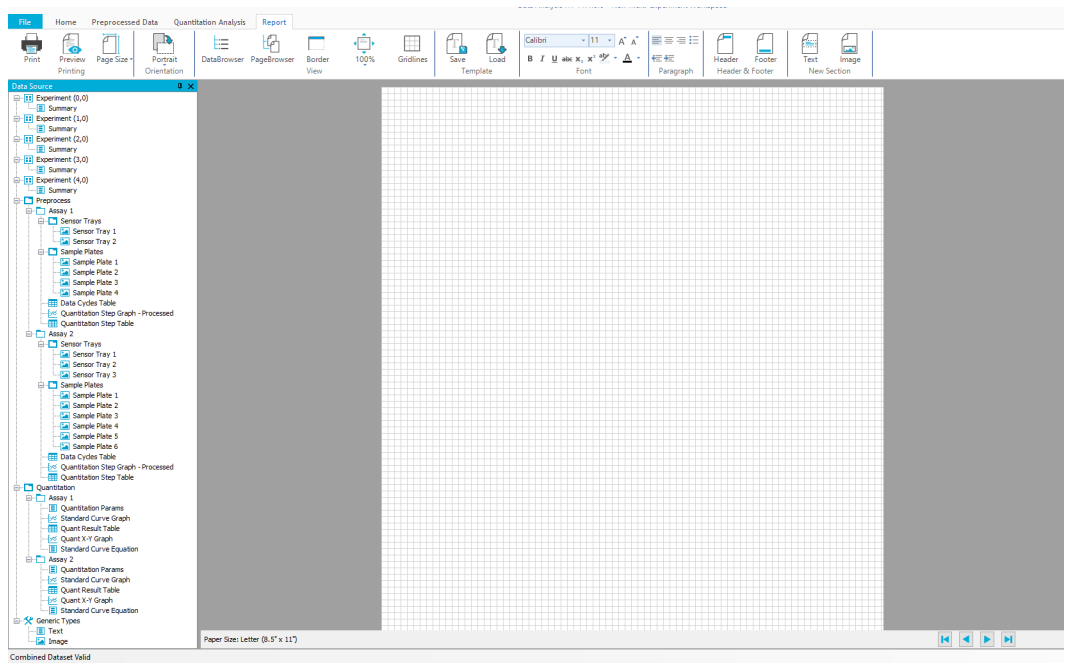 File Home Preprocessed Data Quantitation Analysis Report
Print Preview Page Size Portrait DataBrowser PageBrowser Border 100% Gridlines Save Load Calibri 11 A A Header Footer Text Image
B I U abc X₂ X² aby A
Printing Orientation View Template Font Paragraph Header & Footer New Section
Data Source
Experiment (0,0)
Summary
Experiment (1,0)
Summary
Experiment (2,0)
Summary
Experiment (3,0)
Summary
Experiment (4,0)
Summary
Preprocess
Assay 1
Sensor Trays
Sensor Tray 1
Sensor Tray 2
Sample Plates
Sample Plate 1
Sample Plate 2
Sample Plate 3
Sample Plate 4
Data Cycles Table
Quantitation Step Graph - Processed
Quantitation Step Table
Assay 2
Sensor Trays
Sensor Tray 1
Sensor Tray 2
Sensor Tray 3
Sample Plates
Sample Plate 1
Sample Plate 2
Sample Plate 3
Sample Plate 4
Sample Plate 5
Sample Plate 6
Data Cycles Table
Quantitation Step Graph - Processed
Quantitation Step Table
Quantitation
Assay 1
Quantitation Params
Standard Curve Graph
Quant Result Table
Quant X-Y Graph
Standard Curve Equation
Assay 2
Quantitation Params
Standard Curve Graph
Quant Result Table
Quant X-Y Graph
Standard Curve Equation
Generic Types
Text
Image
Paper Size: Letter (8.5" x 11")
Combined Dataset Valid